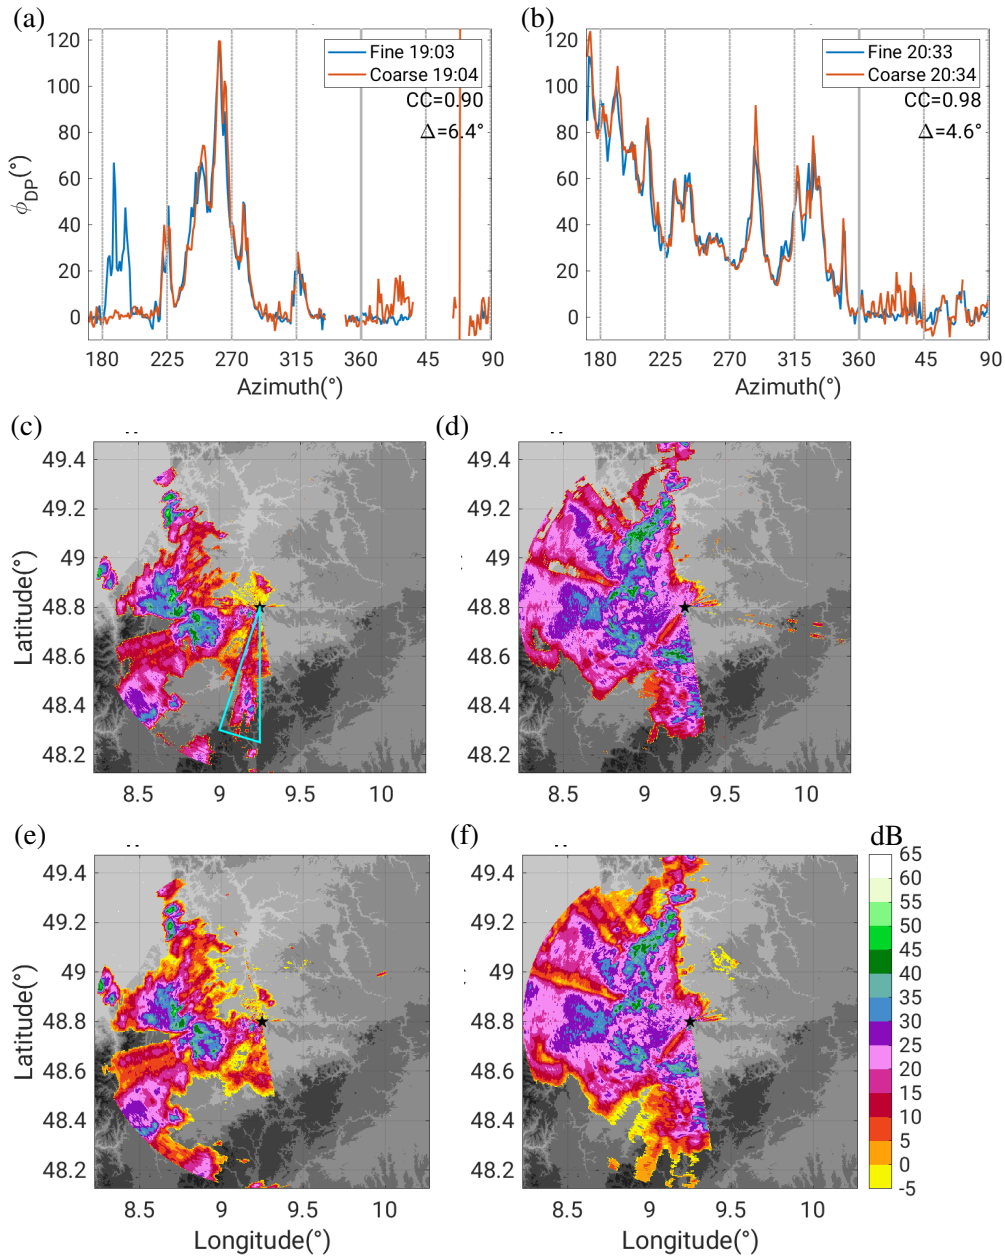 (a)
(b)
Fine 19:03
Coarse 19:04
CC=0.90
Δ=6.4°
Fine 20:33
Coarse 20:34
CC=0.98
Δ=4.6°
120
100
80
60
40
20
0
ϕDP(°)
180 225 270 315 360 45 90
Azimuth(°)
120
100
80
60
40
20
0
180 225 270 315 360 45 90
Azimuth(°)
(c)
(d)
49.4
49.2
49
48.8
48.6
48.4
48.2
Latitude(°)
8.5 9 9.5 10
49.4
49.2
49
48.8
48.6
48.4
48.2
8.5 9 9.5 10
(e)
(f)
dB
49.4
49.2
49
48.8
48.6
48.4
48.2
Latitude(°)
8.5 9 9.5 10
Longitude(°)
49.4
49.2
49
48.8
48.6
48.4
48.2
8.5 9 9.5 10
Longitude(°)
65
60
55
50
45
40
35
30
25
20
15
10
5
0
-5